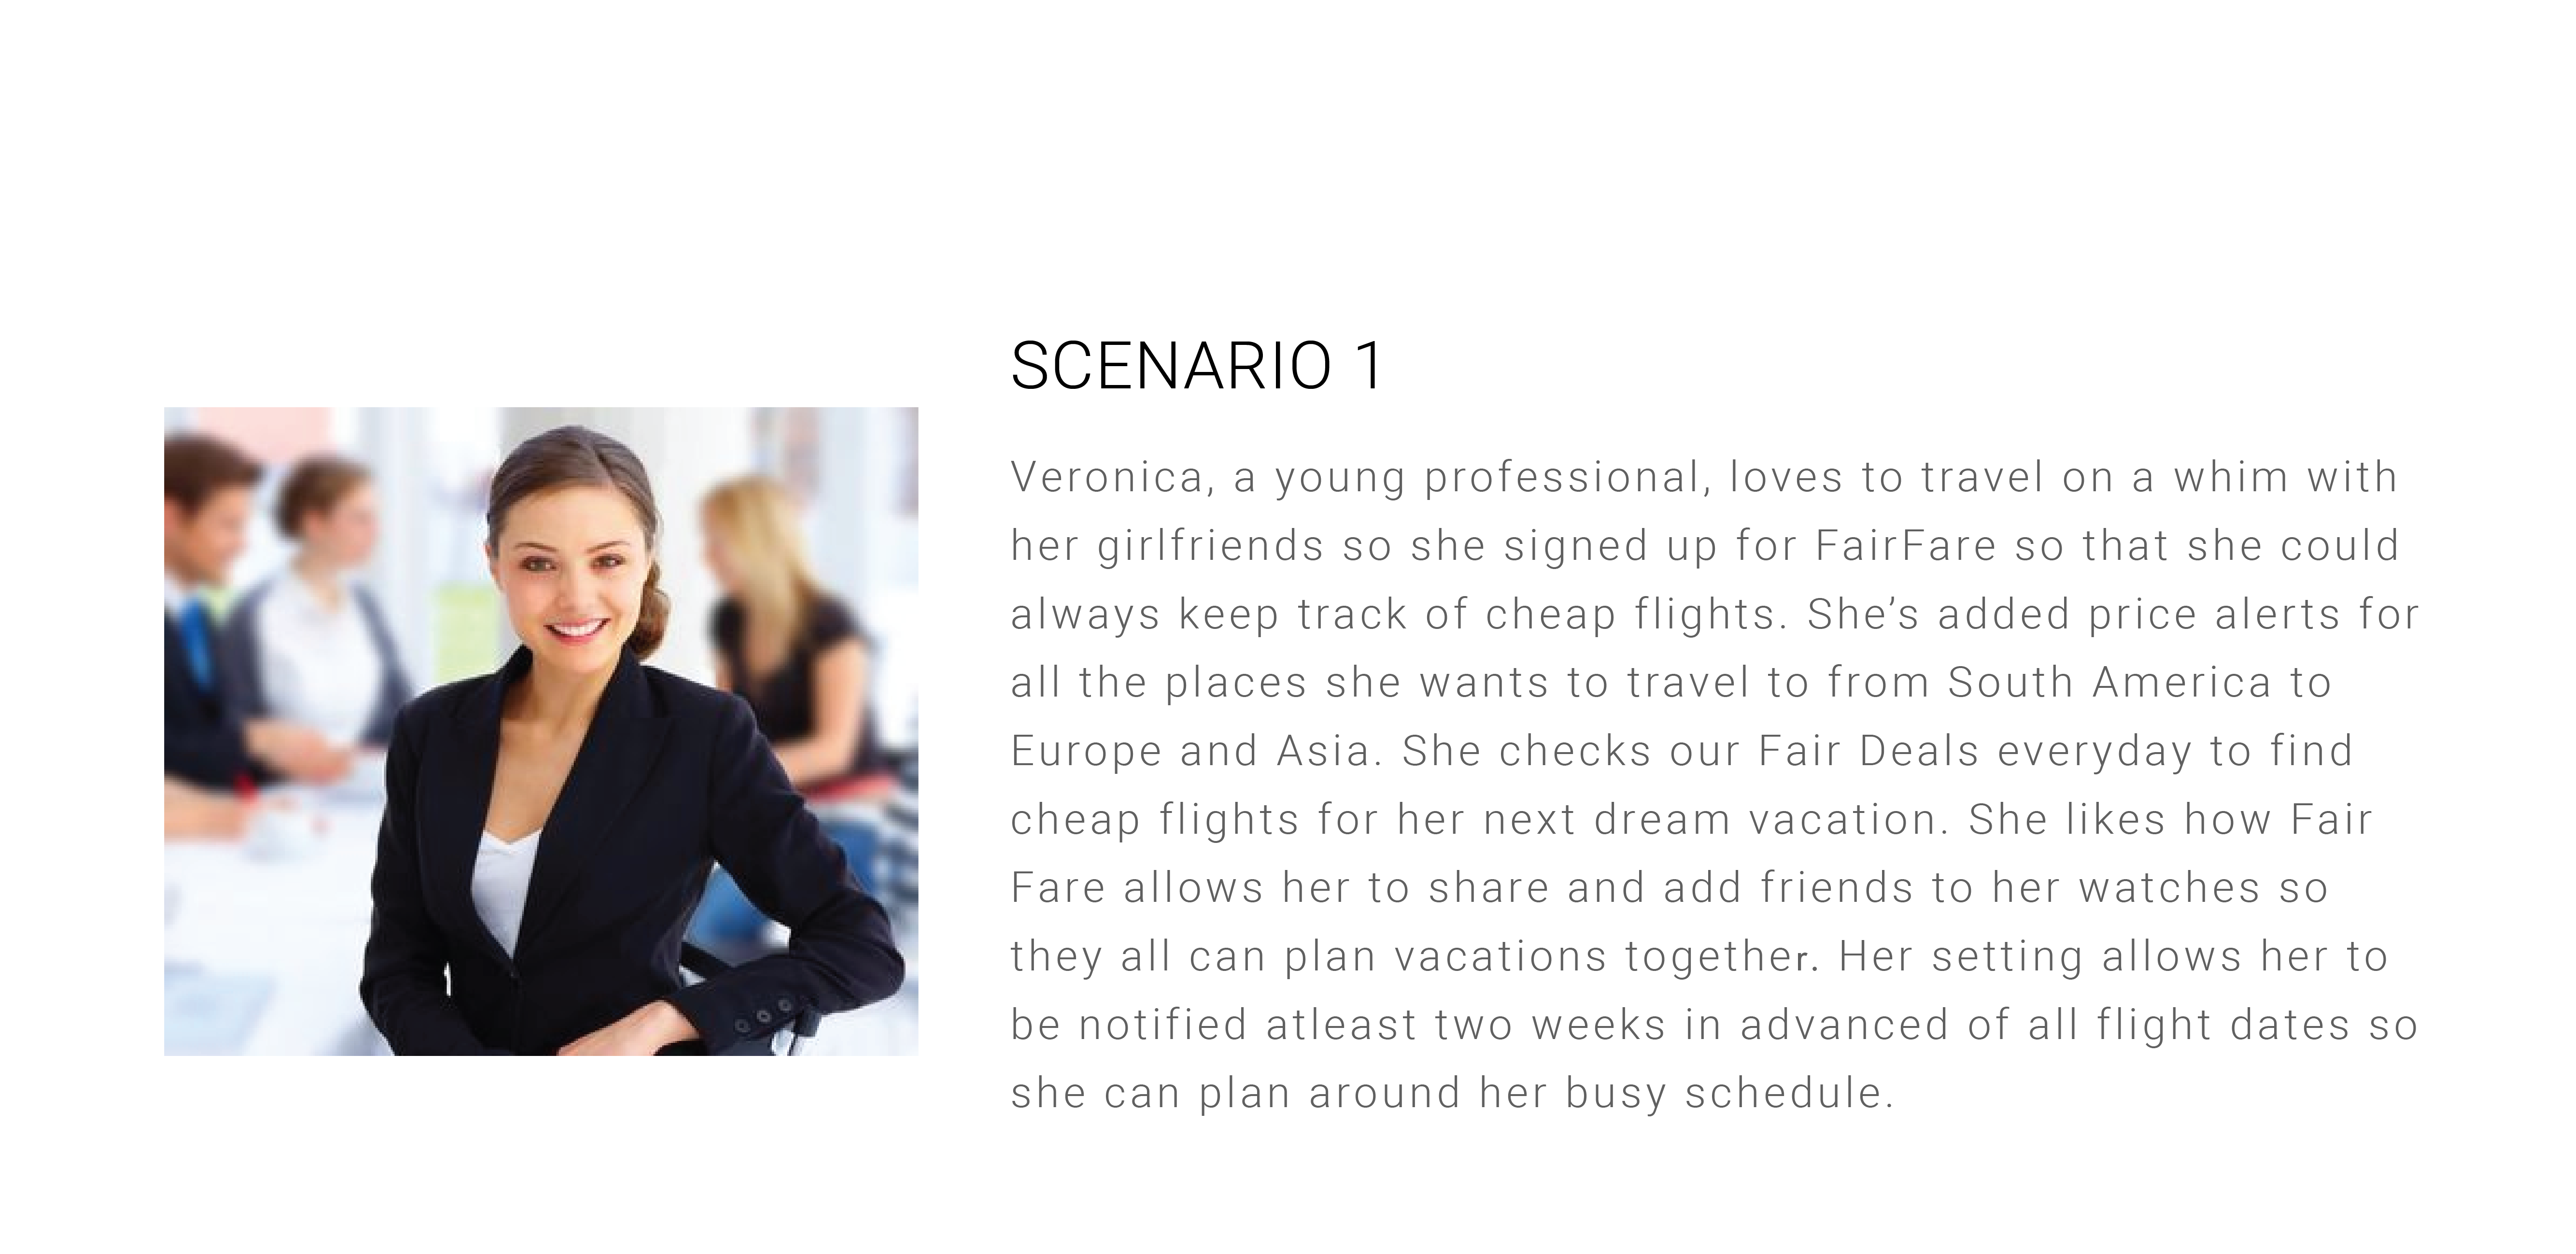 SCENARIO 1
Veronica, a young professional, loves to travel on a whim with
her girlfriends so she signed up for FairFare so that she could
always keep track of cheap flights. She’s added price alerts for
all the places she wants to travel to from South America to
Europe and Asia. She checks our Fair Deals everyday to find
cheap flights for her next dream vacation. She likes how Fair
Fare allows her to share and add friends to her watches so
they all can plan vacations together. Her setting allows her to
be notified atleast two weeks in advanced of all flight dates so
she can plan around her busy schedule.